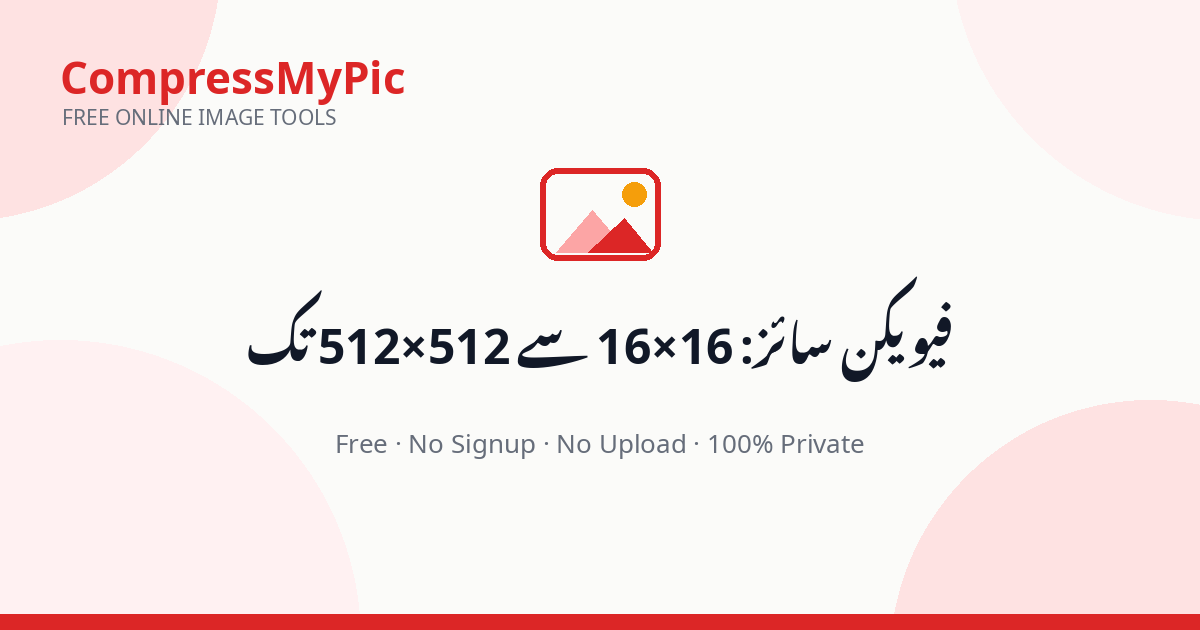 CompressMyPic
FREE ONLINE IMAGE TOOLS
فیویکن سائز: 16×16 سے 512×512 تک
Free · No Signup · No Upload · 100% Private